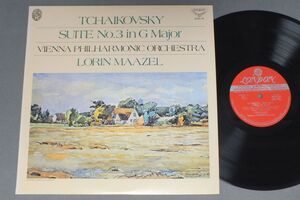 TCHAIKOVSKY
SUITE No.3 in G Major
VIENNA PHILHARMONIC ORCHESTRA
LORIN MAAZEL
LONDON